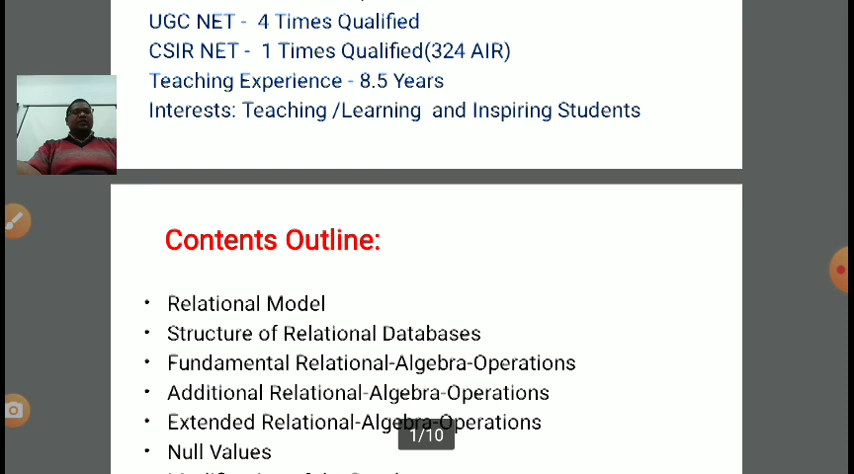 UGC NET - 4 Times Qualified
CSIR NET - 1 Times Qualified(324 AIR)
Teaching Experience - 8.5 Years
Interests: Teaching /Learning and Inspiring Students
Contents Outline:
• Relational Model
• Structure of Relational Databases
• Fundamental Relational-Algebra-Operations
• Additional Relational-Algebra-Operations
• Extended Relational-Algebra-Operations
1/10
• Null Values